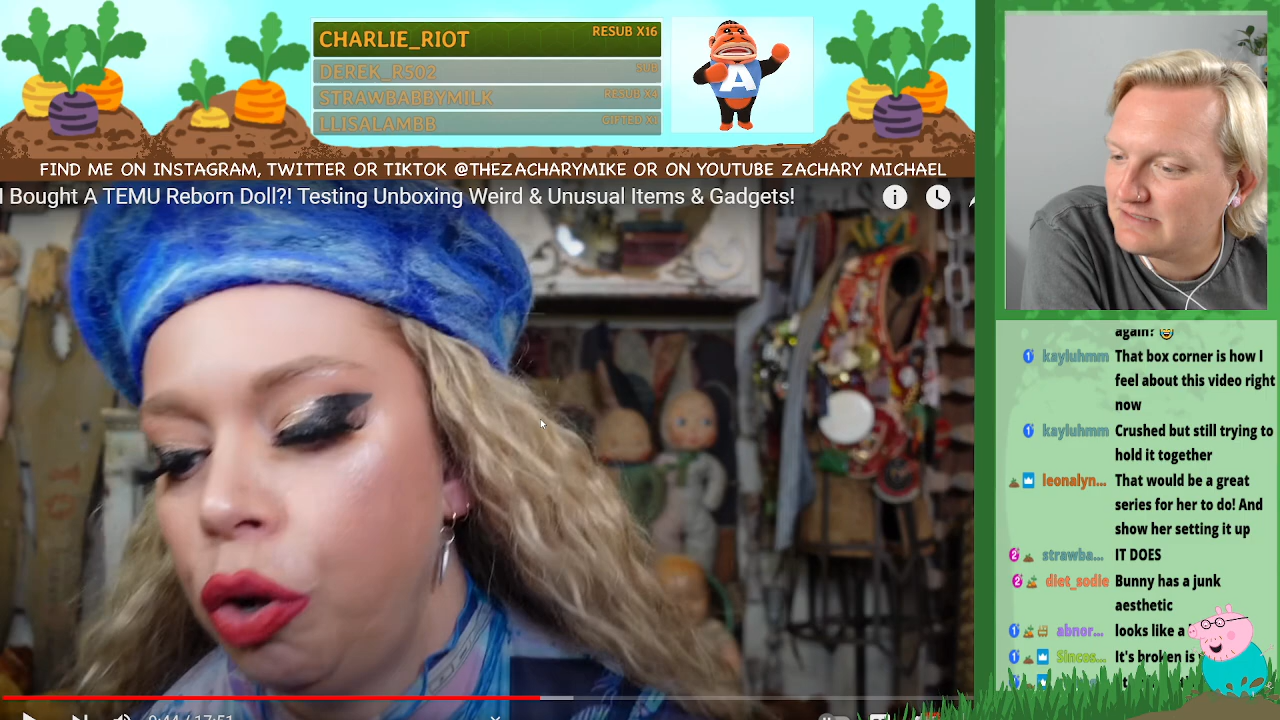 CHARLIE_RIOT RESUB X16
DEREK_R502 SUB
STRAWBABBYMILK RESUB X4
LLISALAMBB GIFTED X1
A
FIND ME ON INSTAGRAM, TWITTER OR TIKTOK @THEZACHARYMIKE OR ON YOUTUBE ZACHARY MICHAEL
I Bought A TEMU Reborn Doll?! Testing Unboxing Weird & Unusual Items & Gadgets!
again? 😅
kayluhmm That box corner is how I
feel about this video right
now
kayluhmm Crushed but still trying to
hold it together
leonalyn... That would be a great
series for her to do! And
show her setting it up
strawba... IT DOES
diet_sodie Bunny has a junk
aesthetic
abnor... looks like a
Sincos... It's broken is